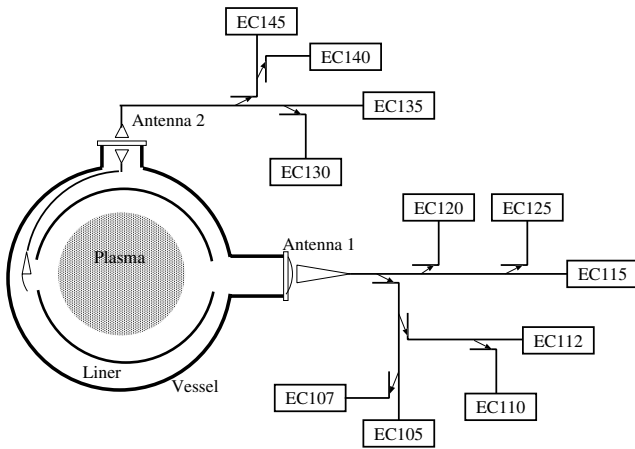 EC145
EC140
EC135
Antenna 2
EC130
EC120
EC125
Antenna 1
Plasma
EC115
EC112
Liner
Vessel
EC107
EC110
EC105